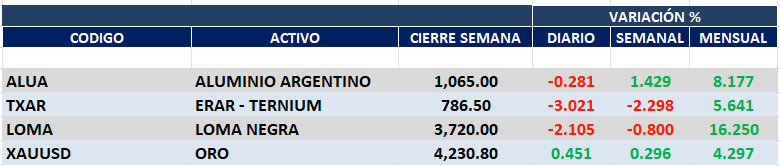 VARIACIÓN %
CODIGO ACTIVO CIERRE SEMANA DIARIO SEMANAL MENSUAL
ALUA ALUMINIO ARGENTINO 1,065.00 -0.281 1.429 8.177
TXAR ERAR - TERNIUM 786.50 -3.021 -2.298 5.641
LOMA LOMA NEGRA 3,720.00 -2.105 -0.800 16.250
XAUUSD ORO 4,230.80 0.451 0.296 4.297